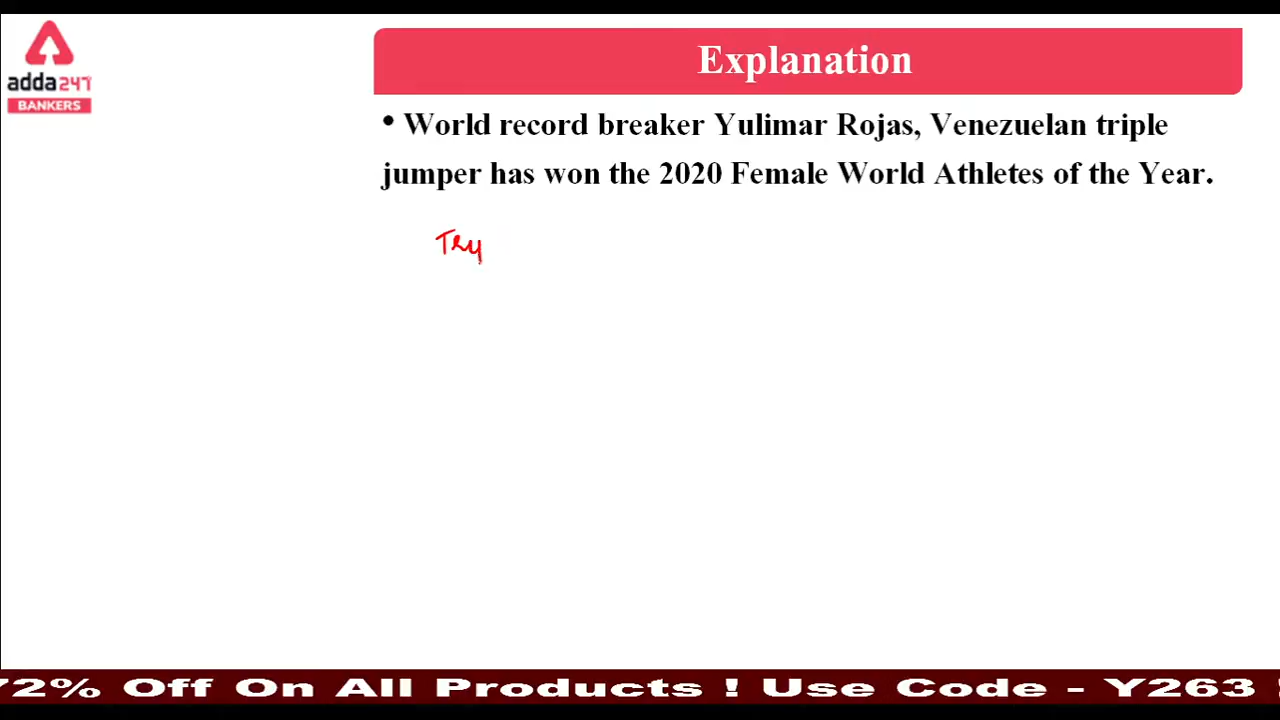 adda247
BANKERS
Explanation
• World record breaker Yulimar Rojas, Venezuelan triple
jumper has won the 2020 Female World Athletes of the Year.
Try
72% Off On All Products ! Use Code - Y263 !